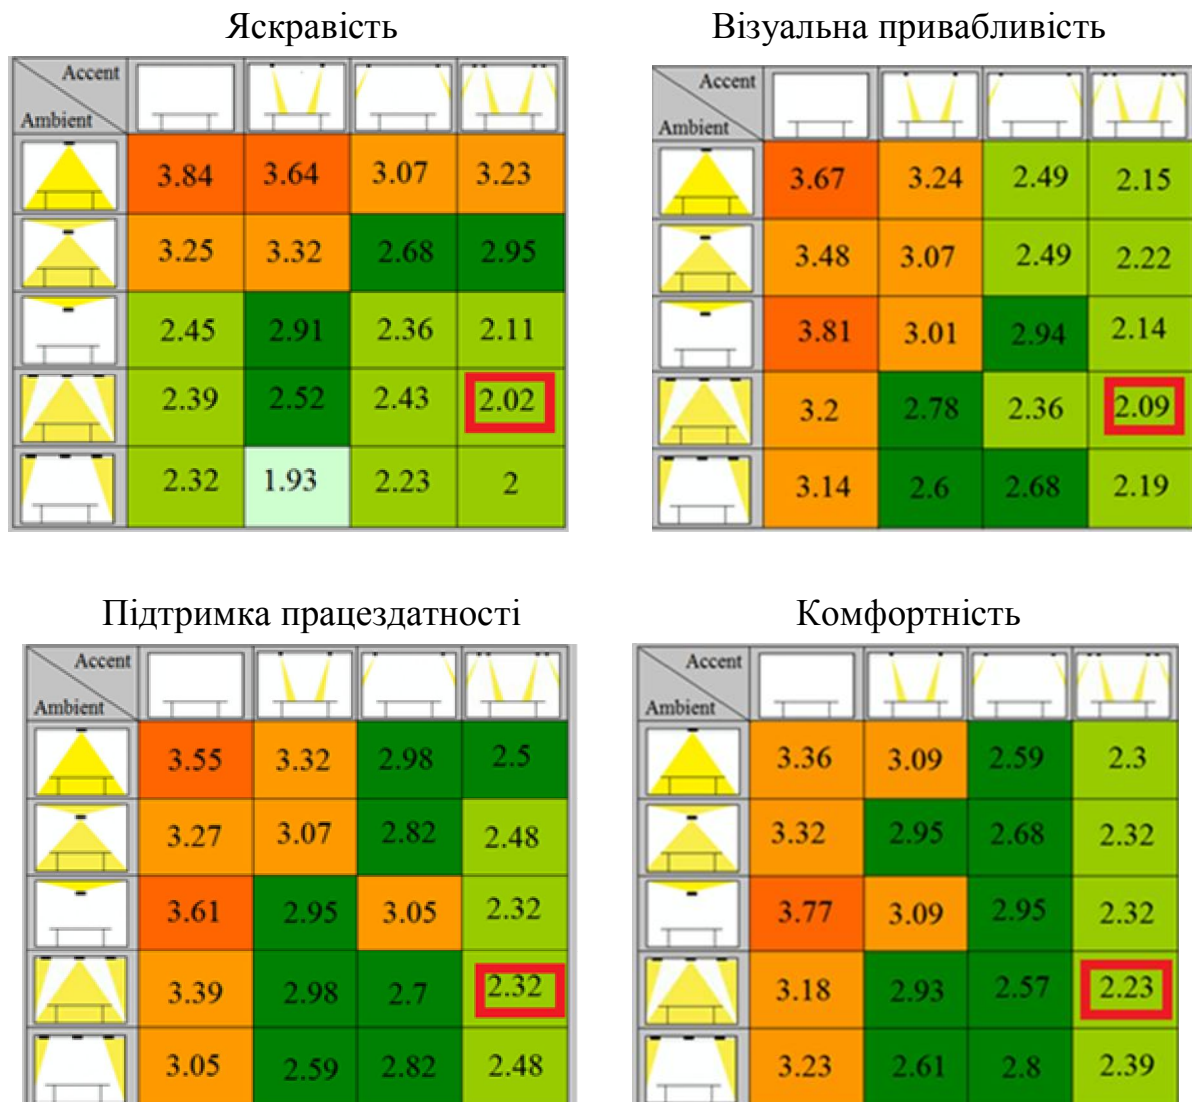 Яскравість
Accent
Ambient
3.84 3.64 3.07 3.23
3.25 3.32 2.68 2.95
2.45 2.91 2.36 2.11
2.39 2.52 2.43 2.02
2.32 1.93 2.23 2
Візуальна привабливість
Accent
Ambient
3.67 3.24 2.49 2.15
3.48 3.07 2.49 2.22
3.81 3.01 2.94 2.14
3.2 2.78 2.36 2.09
3.14 2.6 2.68 2.19
Підтримка працездатності
Accent
Ambient
3.55 3.32 2.98 2.5
3.27 3.07 2.82 2.48
3.61 2.95 3.05 2.32
3.39 2.98 2.7 2.32
3.05 2.59 2.82 2.48
Комфортність
Accent
Ambient
3.36 3.09 2.59 2.3
3.32 2.95 2.68 2.32
3.77 3.09 2.95 2.32
3.18 2.93 2.57 2.23
3.23 2.61 2.8 2.39